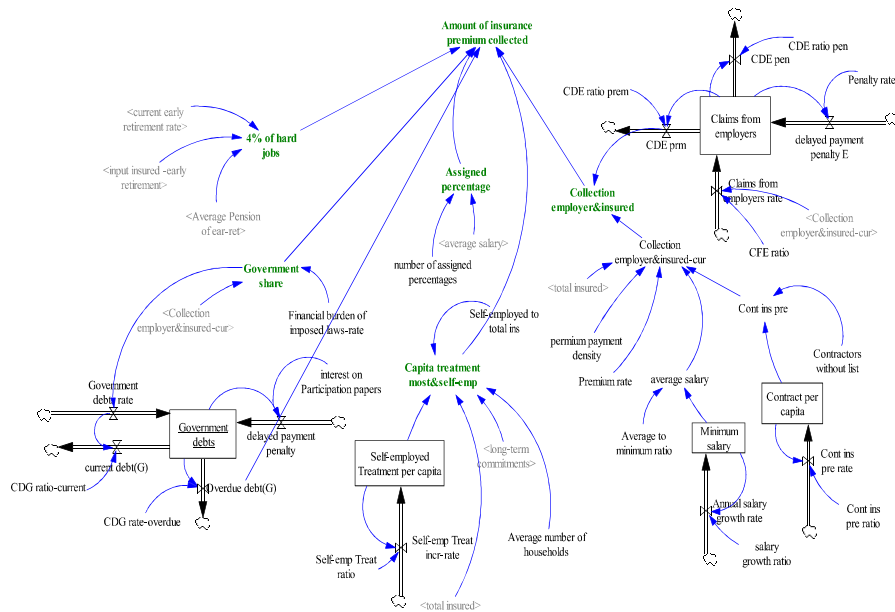 Amount of insurance
premium collected
CDE ratio pen
CDE pen
CDE ratio prem
Penalty rate
Claims from
employers
CDE prm
delayed payment
penalty E
<current early
retirement rate>
4% of hard
jobs
<input insured -early
retirement>
<Average Pension
of ear-ret>
Assigned
percentage
<average salary>
number of assigned
percentages
Collection
employer&insured
Claims from
employers rate
<Collection
employer&insured-cur>
CFE ratio
Collection
employer&insured-cur
<total insured>
permium payment
density
Premium rate
Cont ins pre
Contractors
without list
Government
share
<Collection
employer&insured-cur>
Financial burden of
imposed laws-rate
Self-employed to
total ins
Capita treatment
most&self-emp
interest on
Participation papers
Government
debts rate
Government
debts
delayed payment
penalty
current debt(G)
CDG ratio-current
Overdue debt(G)
CDG rate-overdue
Self-employed
Treatment per capita
<long-term
commitments>
Self-emp Treat
incr-rate
Self-emp Treat
ratio
Average number of
households
<total insured>
average salary
Average to
minimum ratio
Minimum
salary
Annual salary
growth rate
salary
growth ratio
Contract per
capita
Cont ins
pre rate
Cont ins
pre ratio